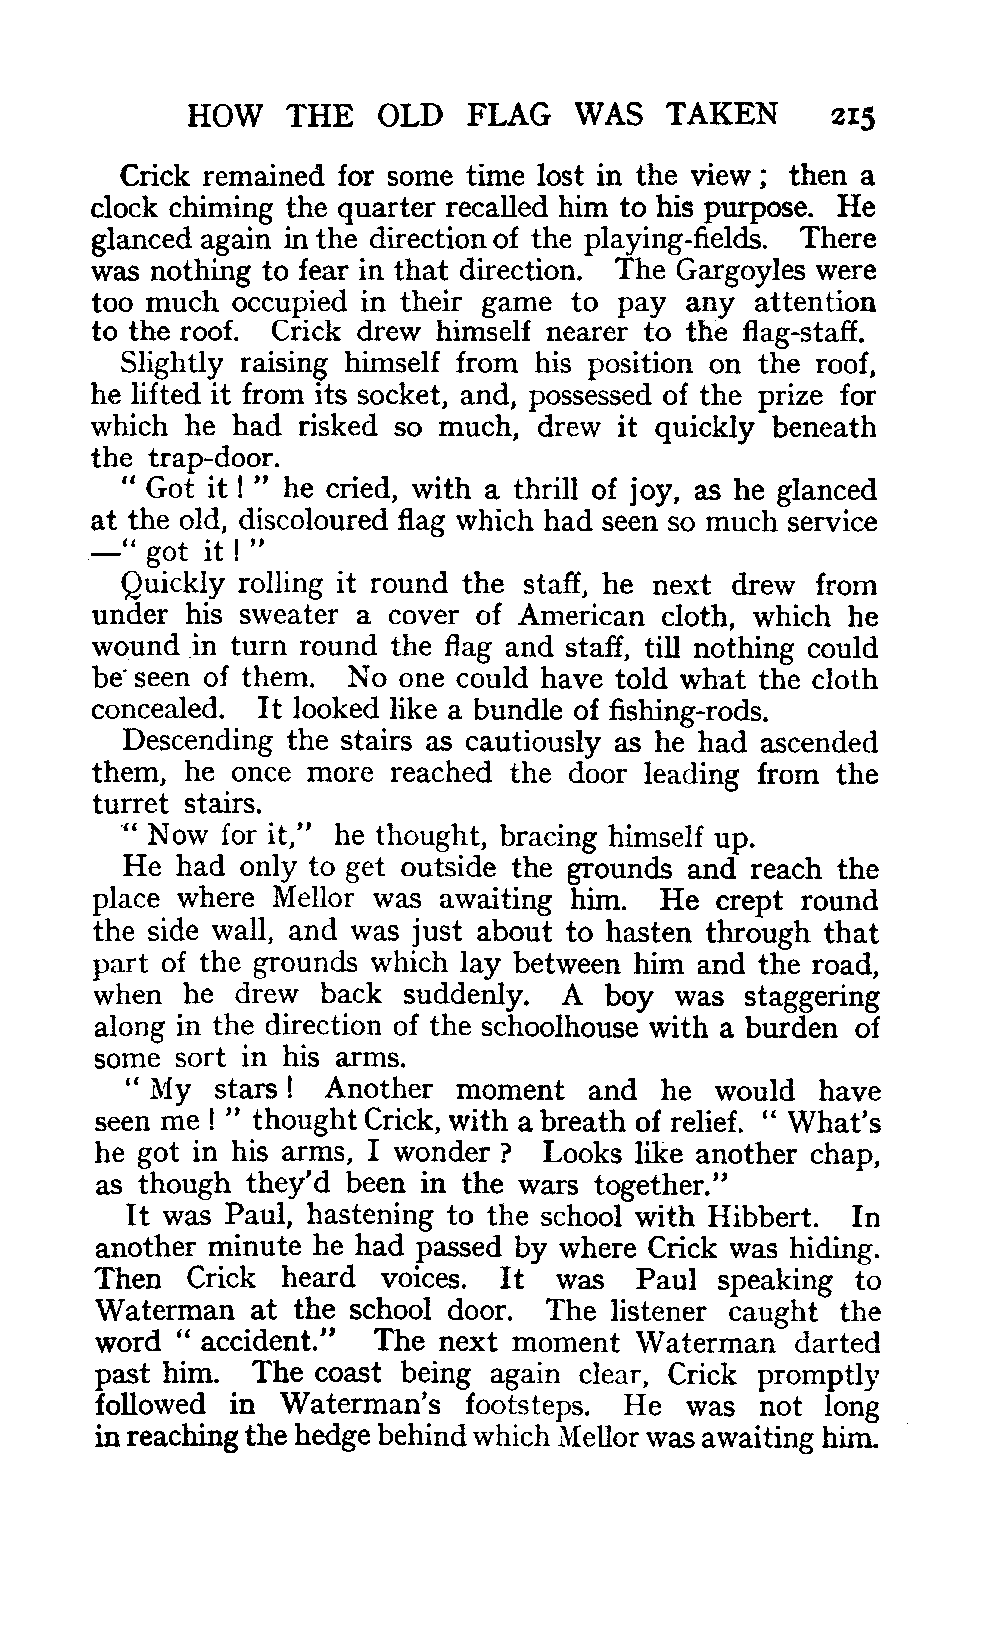 HOW THE OLD FLAG WAS TAKEN 215
Crick remained for some time lost in the view; then a
clock chiming the quarter recalled him to his purpose. He
glanced again in the direction of the playing-fields. There
was nothing to fear in that direction. The Gargoyles were
too much occupied in their game to pay any attention
to the roof. Crick drew himself nearer to the flag-staff.
Slightly raising himself from his position on the roof,
he lifted it from its socket, and, possessed of the prize for
which he had risked so much, drew it quickly beneath
the trap-door.
"Got it!" he cried, with a thrill of joy, as he glanced
at the old, discoloured flag which had seen so much service
—"got it!"
Quickly rolling it round the staff, he next drew from
under his sweater a cover of American cloth, which he
wound in turn round the flag and staff, till nothing could
be seen of them. No one could have told what the cloth
concealed. It looked like a bundle of fishing-rods.
Descending the stairs as cautiously as he had ascended
them, he once more reached the door leading from the
turret stairs.
"Now for it," he thought, bracing himself up.
He had only to get outside the grounds and reach the
place where Mellor was awaiting him. He crept round
the side wall, and was just about to hasten through that
part of the grounds which lay between him and the road,
when he drew back suddenly. A boy was staggering
along in the direction of the schoolhouse with a burden of
some sort in his arms.
"My stars! Another moment and he would have
seen me!" thought Crick, with a breath of relief. "What's
he got in his arms, I wonder? Looks like another chap,
as though they'd been in the wars together."
It was Paul, hastening to the school with Hibbert. In
another minute he had passed by where Crick was hiding.
Then Crick heard voices. It was Paul speaking to
Waterman at the school door. The listener caught the
word "accident." The next moment Waterman darted
past him. The coast being again clear, Crick promptly
followed in Waterman's footsteps. He was not long
in reaching the hedge behind which Mellor was awaiting him.